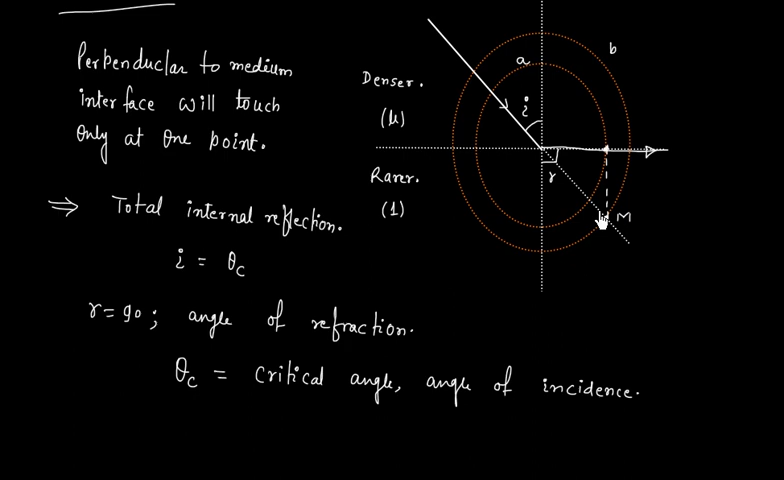 Perpenducular to medium
interface will touch
Only at one point.
⇒ Total internal reflection.
i = θc
r = 90 ; angle of refraction.
θc = critical angle, angle of incidence.
b
a
Denser.
i
(μ)
Rarer.
r
(1)
M